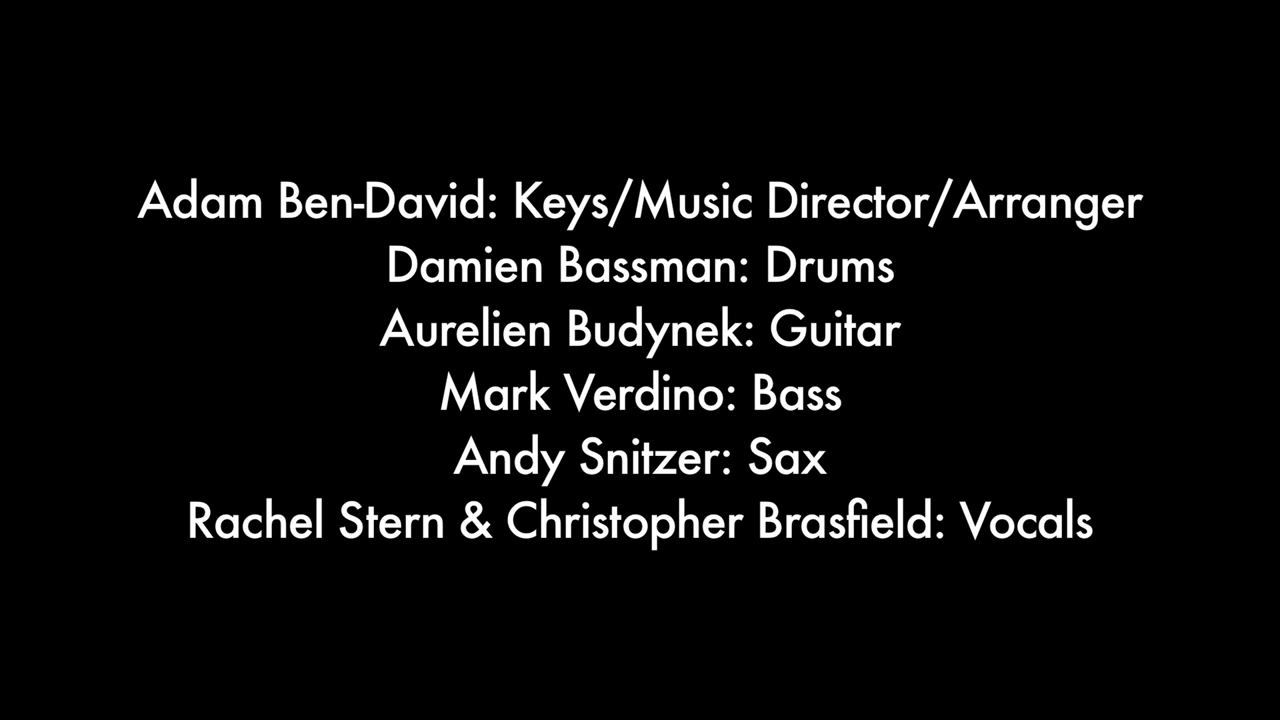 Adam Ben-David: Keys/Music Director/Arranger
Damien Bassman: Drums
Aurelien Budynek: Guitar
Mark Verdino: Bass
Andy Snitzer: Sax
Rachel Stern & Christopher Brasfield: Vocals